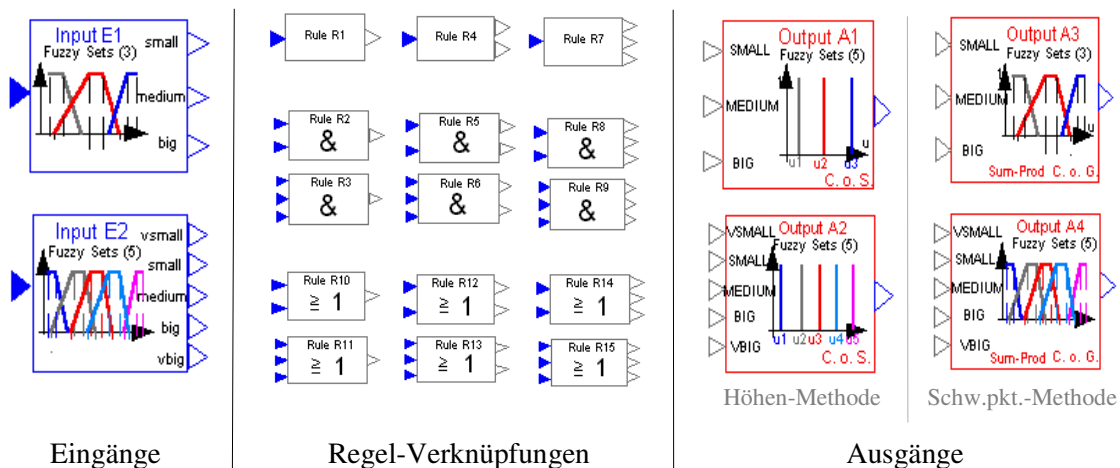 Input E1
Fuzzy Sets (3)
small
medium
big
Input E2
Fuzzy Sets (5)
vsmall
small
medium
big
vbig
Eingänge
Rule R1
Rule R4
Rule R7
Rule R2
&
Rule R5
&
Rule R8
&
Rule R3
&
Rule R6
&
Rule R9
&
Rule R10
≥ 1
Rule R12
≥ 1
Rule R14
≥ 1
Rule R11
≥ 1
Rule R13
≥ 1
Rule R15
≥ 1
Regel-Verknüpfungen
Output A1
Fuzzy Sets (5)
SMALL
MEDIUM
BIG
1
u
u1 u2 u3
C. o. S.
Output A2
Fuzzy Sets (5)
VSMALL
SMALL
MEDIUM
BIG
VBIG
u1 u2 u3 u4 u5
C. o. S.
Höhen-Methode
Output A3
Fuzzy Sets (3)
SMALL
MEDIUM
BIG
1
u
Sum-Prod C. o. G.
Output A4
Fuzzy Sets (5)
VSMALL
SMALL
MEDIUM
BIG
VBIG
Sum-Prod C. o. G.
Schw.pkt.-Methode
Ausgänge